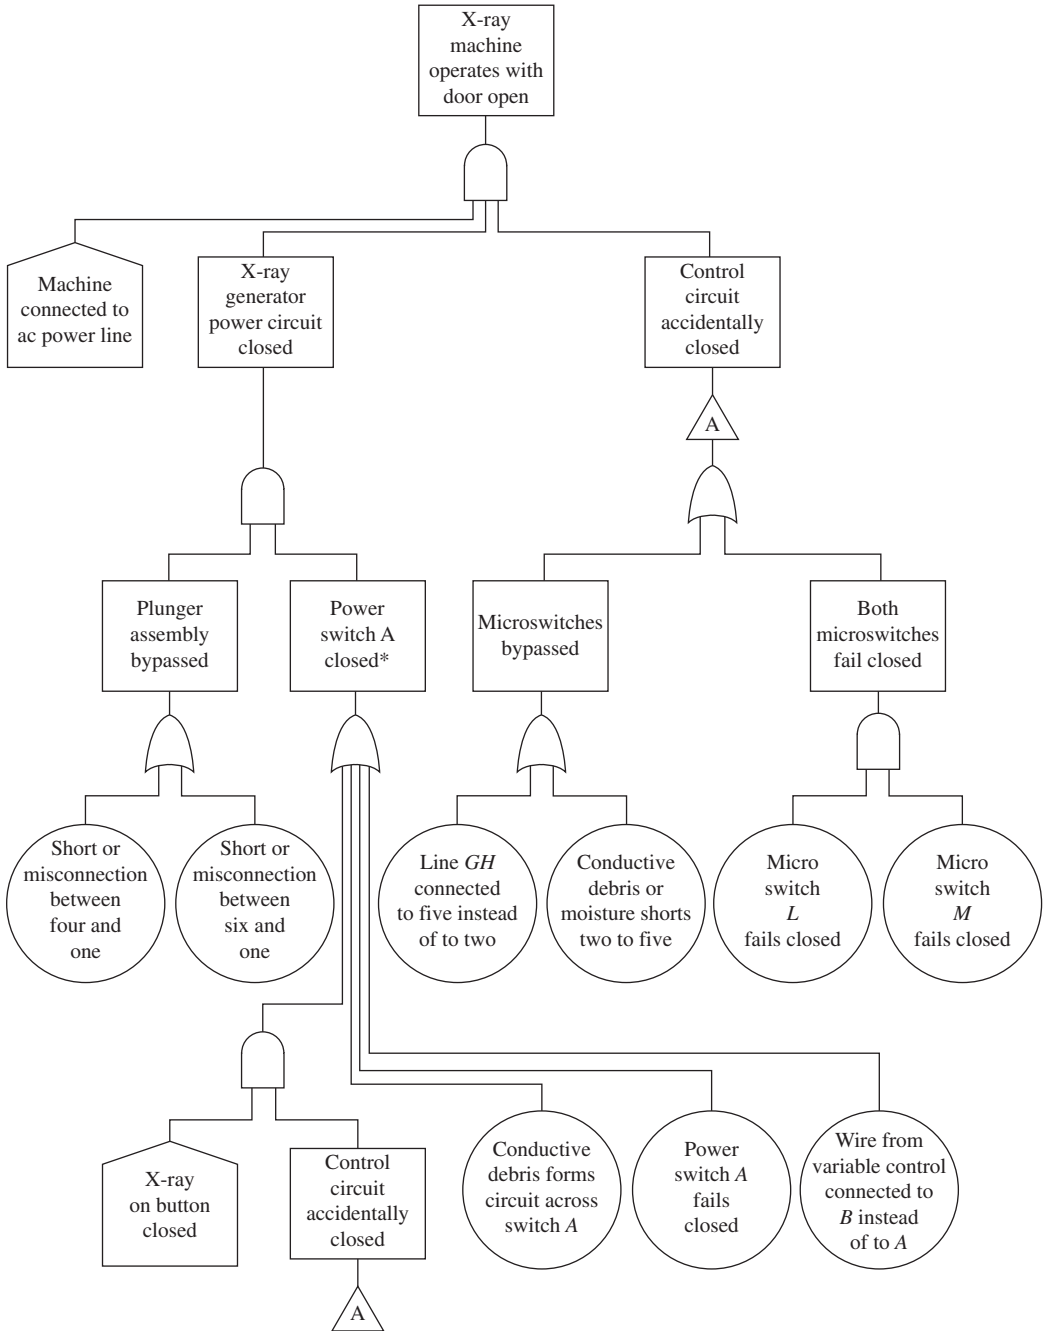 X-ray
machine
operates with
door open
Machine
connected to
ac power line
X-ray
generator
power circuit
closed
Control
circuit
accidentally
closed
A
Plunger
assembly
bypassed
Power
switch A
closed*
Microswitches
bypassed
Both
microswitches
fail closed
Short or
misconnection
between
four and
one
Short or
misconnection
between
six and
one
Line GH
connected
to five instead
of to two
Conductive
debris or
moisture shorts
two to five
Micro
switch
L
fails closed
Micro
switch
M
fails closed
X-ray
on button
closed
Control
circuit
accidentally
closed
A
Conductive
debris forms
circuit across
switch A
Power
switch A
fails
closed
Wire from
variable control
connected to
B instead
of to A